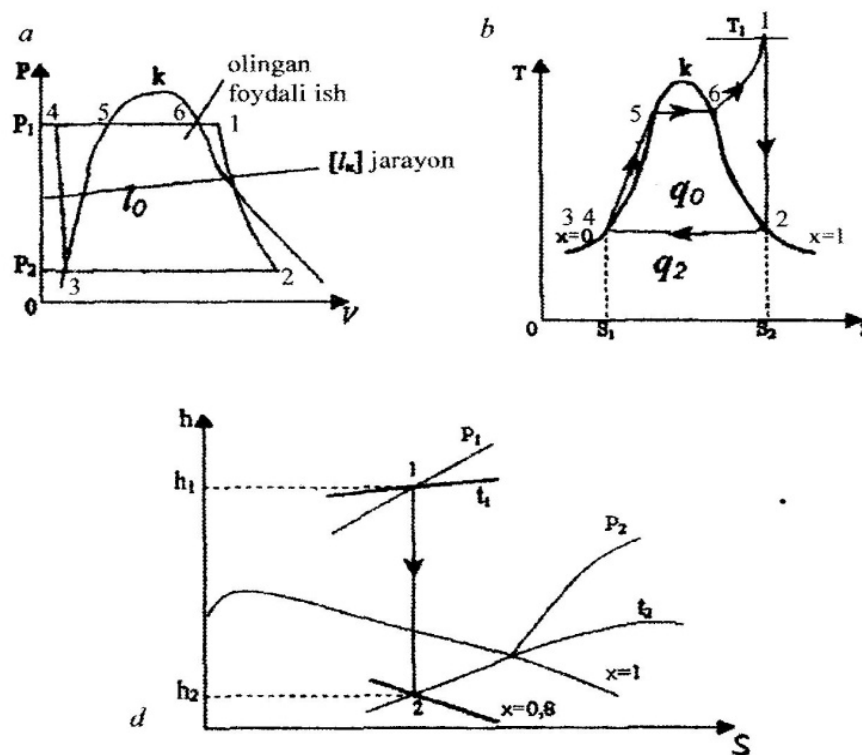 a
P
k
olingan
foydali ish
P₁
4
5
6
1
[lₖ] jarayon
l₀
P₂
3
2
0
V
b
T
T₁
1
k
5
6
q₀
3 4
x=0
2
x=1
q₂
0
S₁
S₂
h
h₁
1
P₁
t₁
P₂
t₂
x=1
h₂
2
x=0,8
d
S